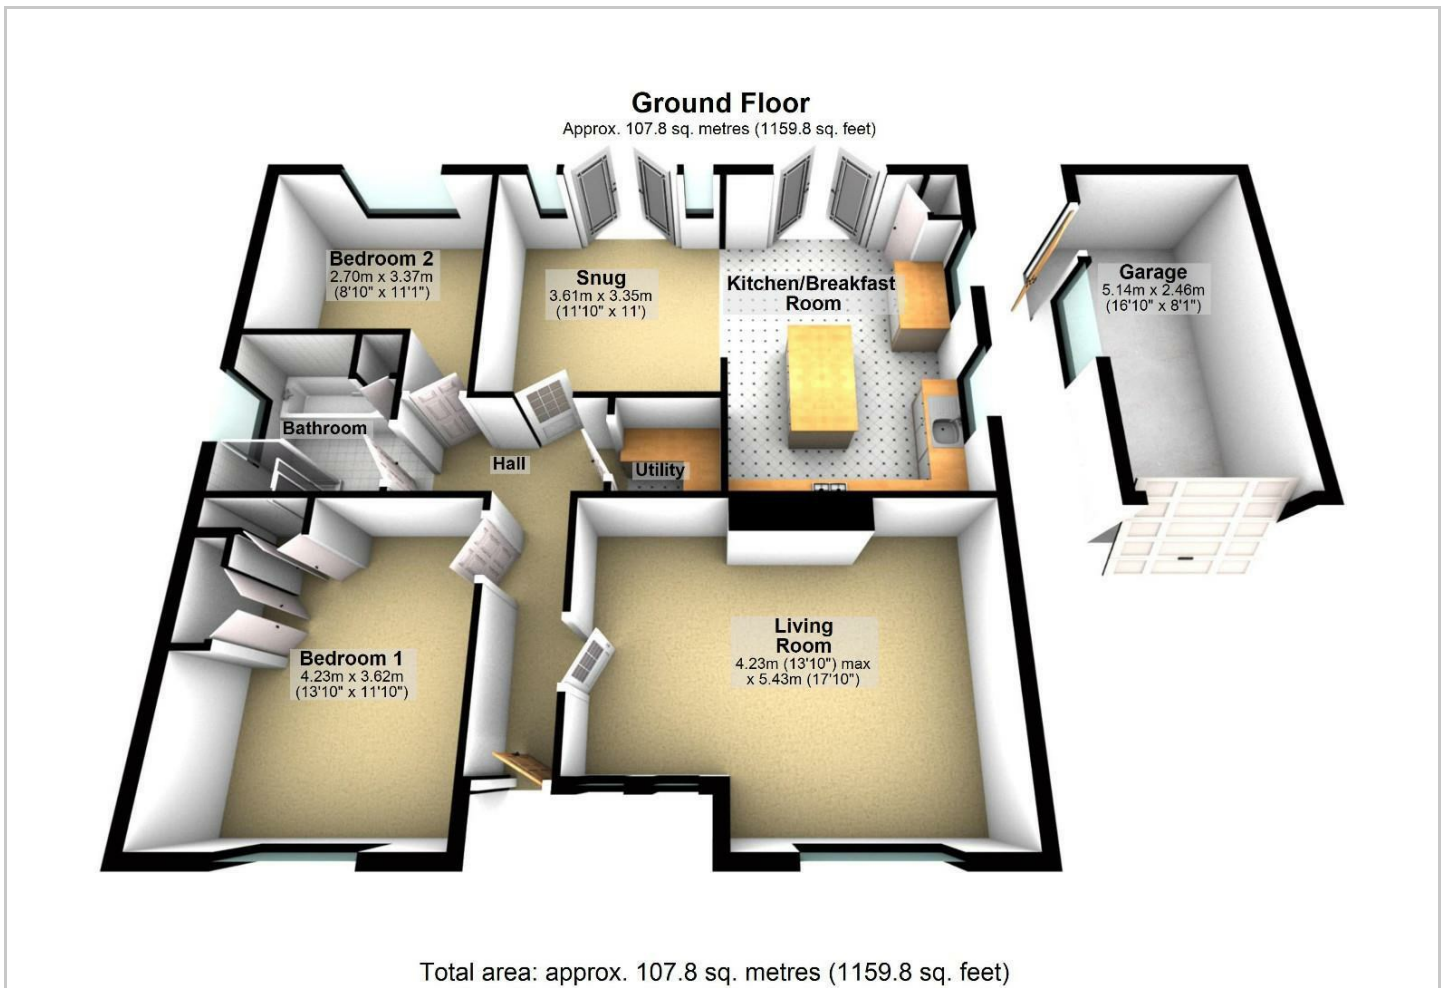 Ground Floor
Approx. 107.8 sq. metres (1159.8 sq. feet)
Bedroom 2
2.70m x 3.37m
(8'10" x 11'1")
Snug
3.61m x 3.35m
(11'10" x 11')
Kitchen/Breakfast
Room
Garage
5.14m x 2.46m
(16'10" x 8'1")
Bathroom
Hall
Utility
Bedroom 1
4.23m x 3.62m
(13'10" x 11'10")
Living
Room
4.23m (13'10") max
x 5.43m (17'10")
Total area: approx. 107.8 sq. metres (1159.8 sq. feet)